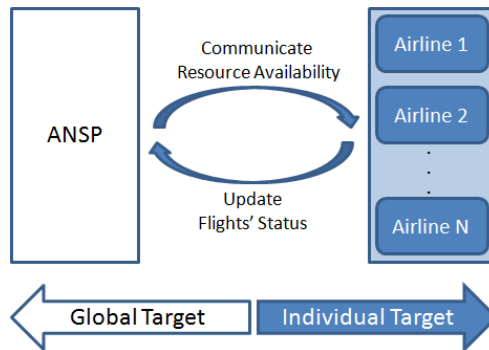 Communicate
Resource Availability
ANSP
Airline 1
Airline 2
.
.
.
Airline N
Update
Flights' Status
Global Target
Individual Target